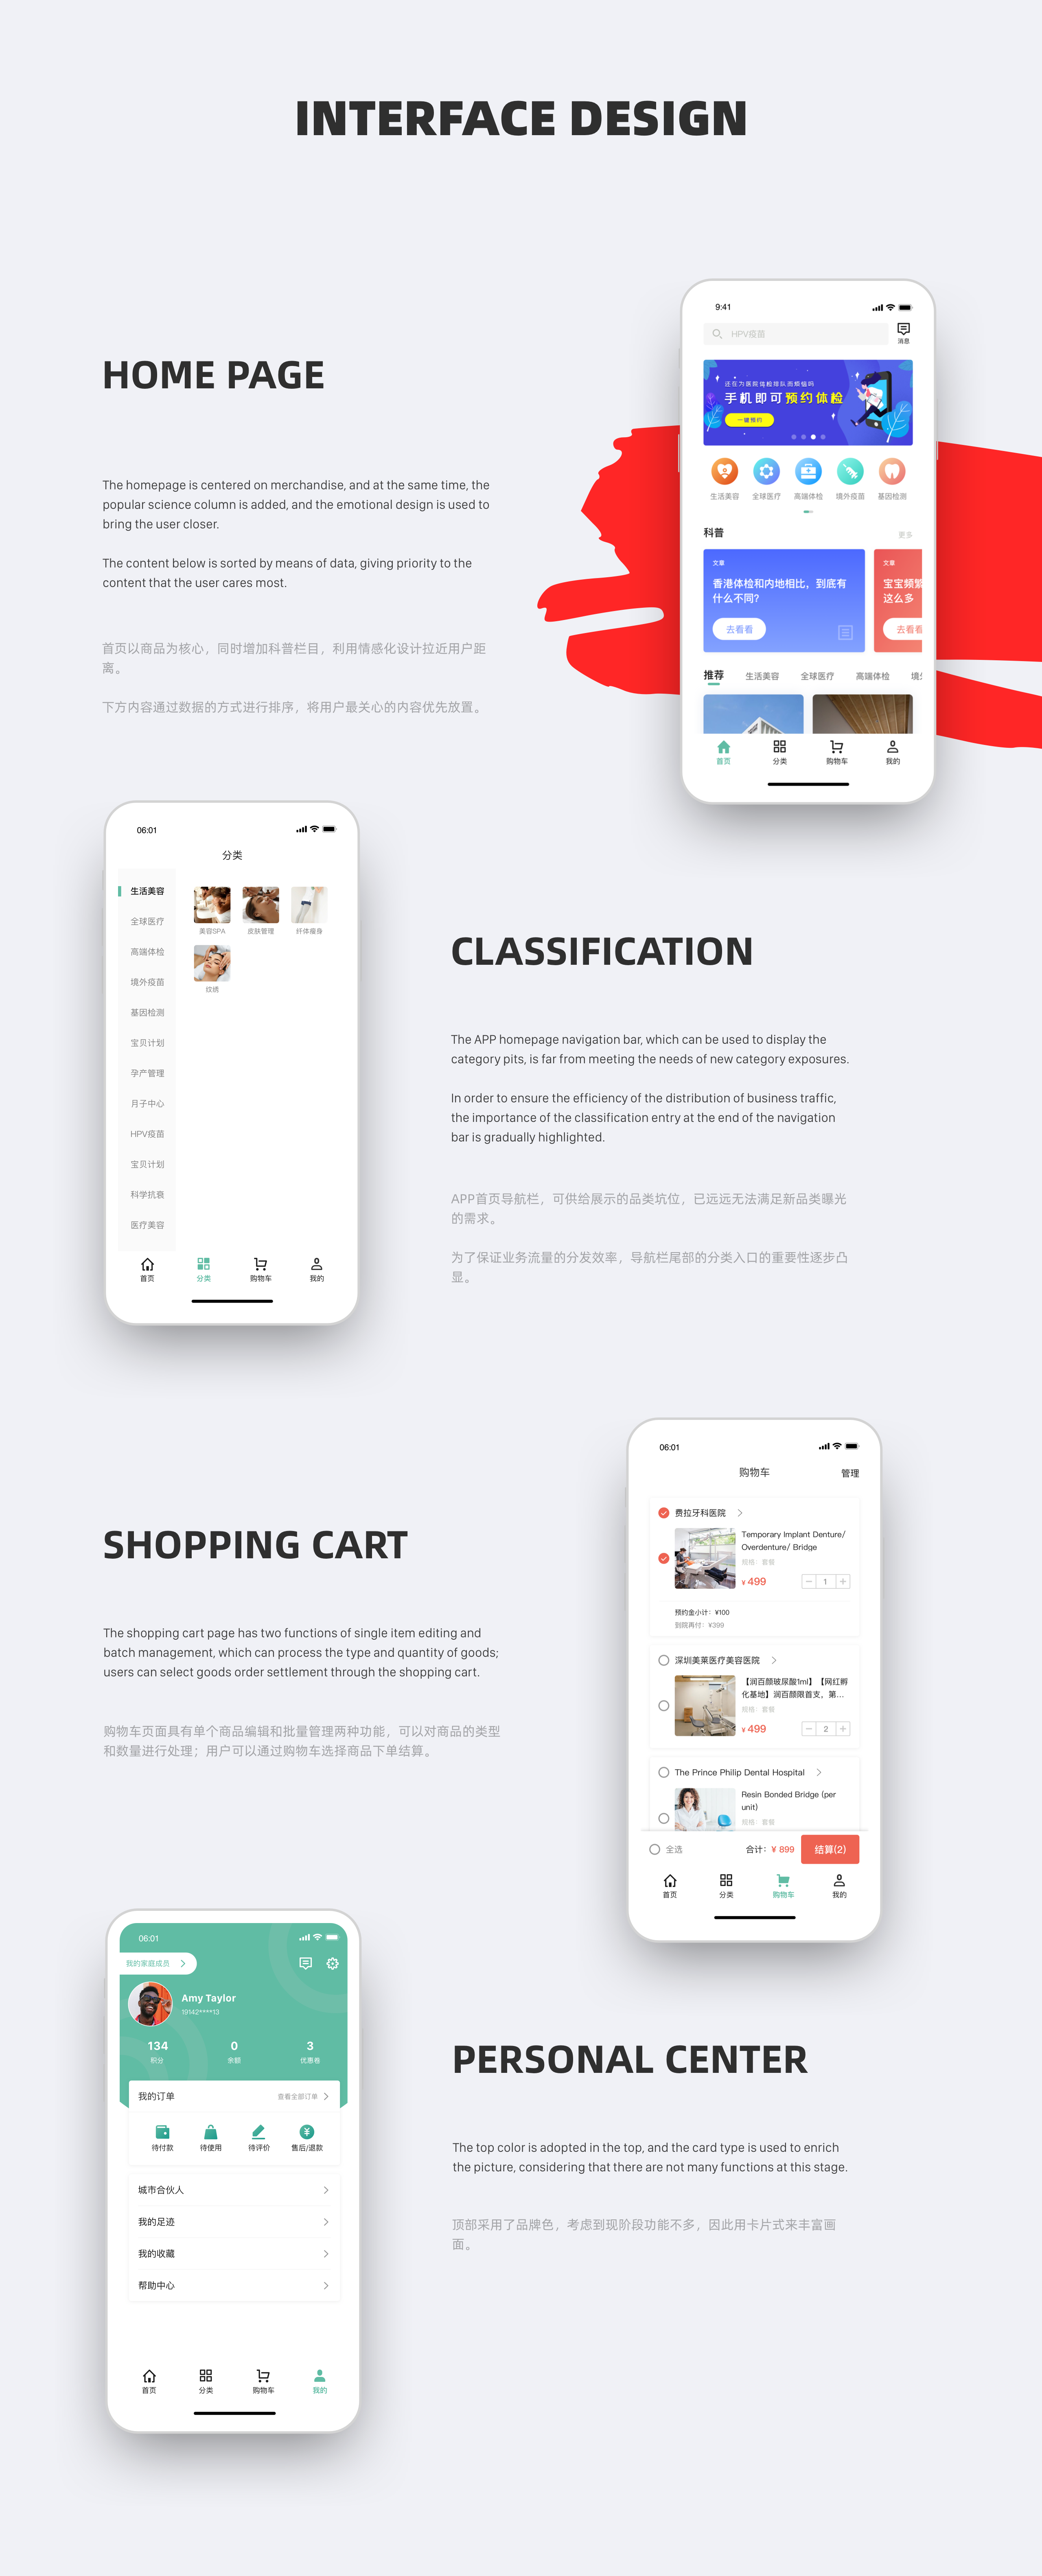 INTERFACE DESIGN
HOME PAGE
The homepage is centered on merchandise, and at the same time, the
popular science column is added, and the emotional design is used to
bring the user closer.
The content below is sorted by means of data, giving priority to the
content that the user cares most.
首页以商品为核心，同时增加科普栏目，利用情感化设计拉近用户距
离。
下方内容通过数据的方式进行排序，将用户最关心的内容优先放置。
9:41
HPV疫苗
消息
还在为医院体检排队而烦恼吗
手机即可预约体检
一键预约
生活美容 全球医疗 高端体检 境外疫苗 基因检测
科普
更多
文章
香港体检和内地相比，到底有
什么不同？
去看看
文章
宝宝频繁
这么多
去看看
推荐 生活美容 全球医疗 高端体检 境外
首页 分类 购物车 我的
06:01
分类
生活美容
全球医疗
高端体检
境外疫苗
基因检测
宝贝计划
孕产管理
月子中心
HPV疫苗
宝贝计划
科学抗衰
医疗美容
美容SPA 皮肤管理 纤体瘦身
纹绣
首页 分类 购物车 我的
CLASSIFICATION
The APP homepage navigation bar, which can be used to display the
category pits, is far from meeting the needs of new category exposures.
In order to ensure the efficiency of the distribution of business traffic,
the importance of the classification entry at the end of the navigation
bar is gradually highlighted.
APP首页导航栏，可供给展示的品类坑位，已远远无法满足新品类曝光
的需求。
为了保证业务流量的分发效率，导航栏尾部的分类入口的重要性逐步凸
显。
SHOPPING CART
The shopping cart page has two functions of single item editing and
batch management, which can process the type and quantity of goods;
users can select goods order settlement through the shopping cart.
购物车页面具有单个商品编辑和批量管理两种功能，可以对商品的类型
和数量进行处理；用户可以通过购物车选择商品下单结算。
06:01
购物车
管理
费拉牙科医院
Temporary Implant Denture/
Overdenture/ Bridge
规格：套餐
¥ 499
1
预约金小计：¥100
到院再付：¥399
深圳美莱医疗美容医院
【润百颜玻尿酸1ml】【网红孵
化基地】润百颜限首支，第...
规格：套餐
¥ 499
2
The Prince Philip Dental Hospital
Resin Bonded Bridge (per
unit)
规格：套餐
全选
合计：¥ 899
结算(2)
首页 分类 购物车 我的
06:01
我的家庭成员
Amy Taylor
19142****13
134 0 3
积分 余额 优惠卷
我的订单
查看全部订单
待付款 待使用 待评价 售后/退款
城市合伙人
我的足迹
我的收藏
帮助中心
首页 分类 购物车 我的
PERSONAL CENTER
The top color is adopted in the top, and the card type is used to enrich
the picture, considering that there are not many functions at this stage.
顶部采用了品牌色，考虑到现阶段功能不多，因此用卡片式来丰富画
面。